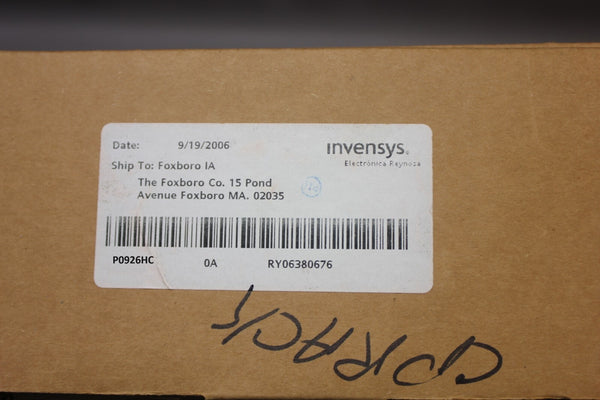 Date: 9/19/2006
invensys
Electrónica Reynosa
Ship To: Foxboro IA
The Foxboro Co. 15 Pond
Avenue Foxboro MA. 02035
P0926HC 0A RY06380676